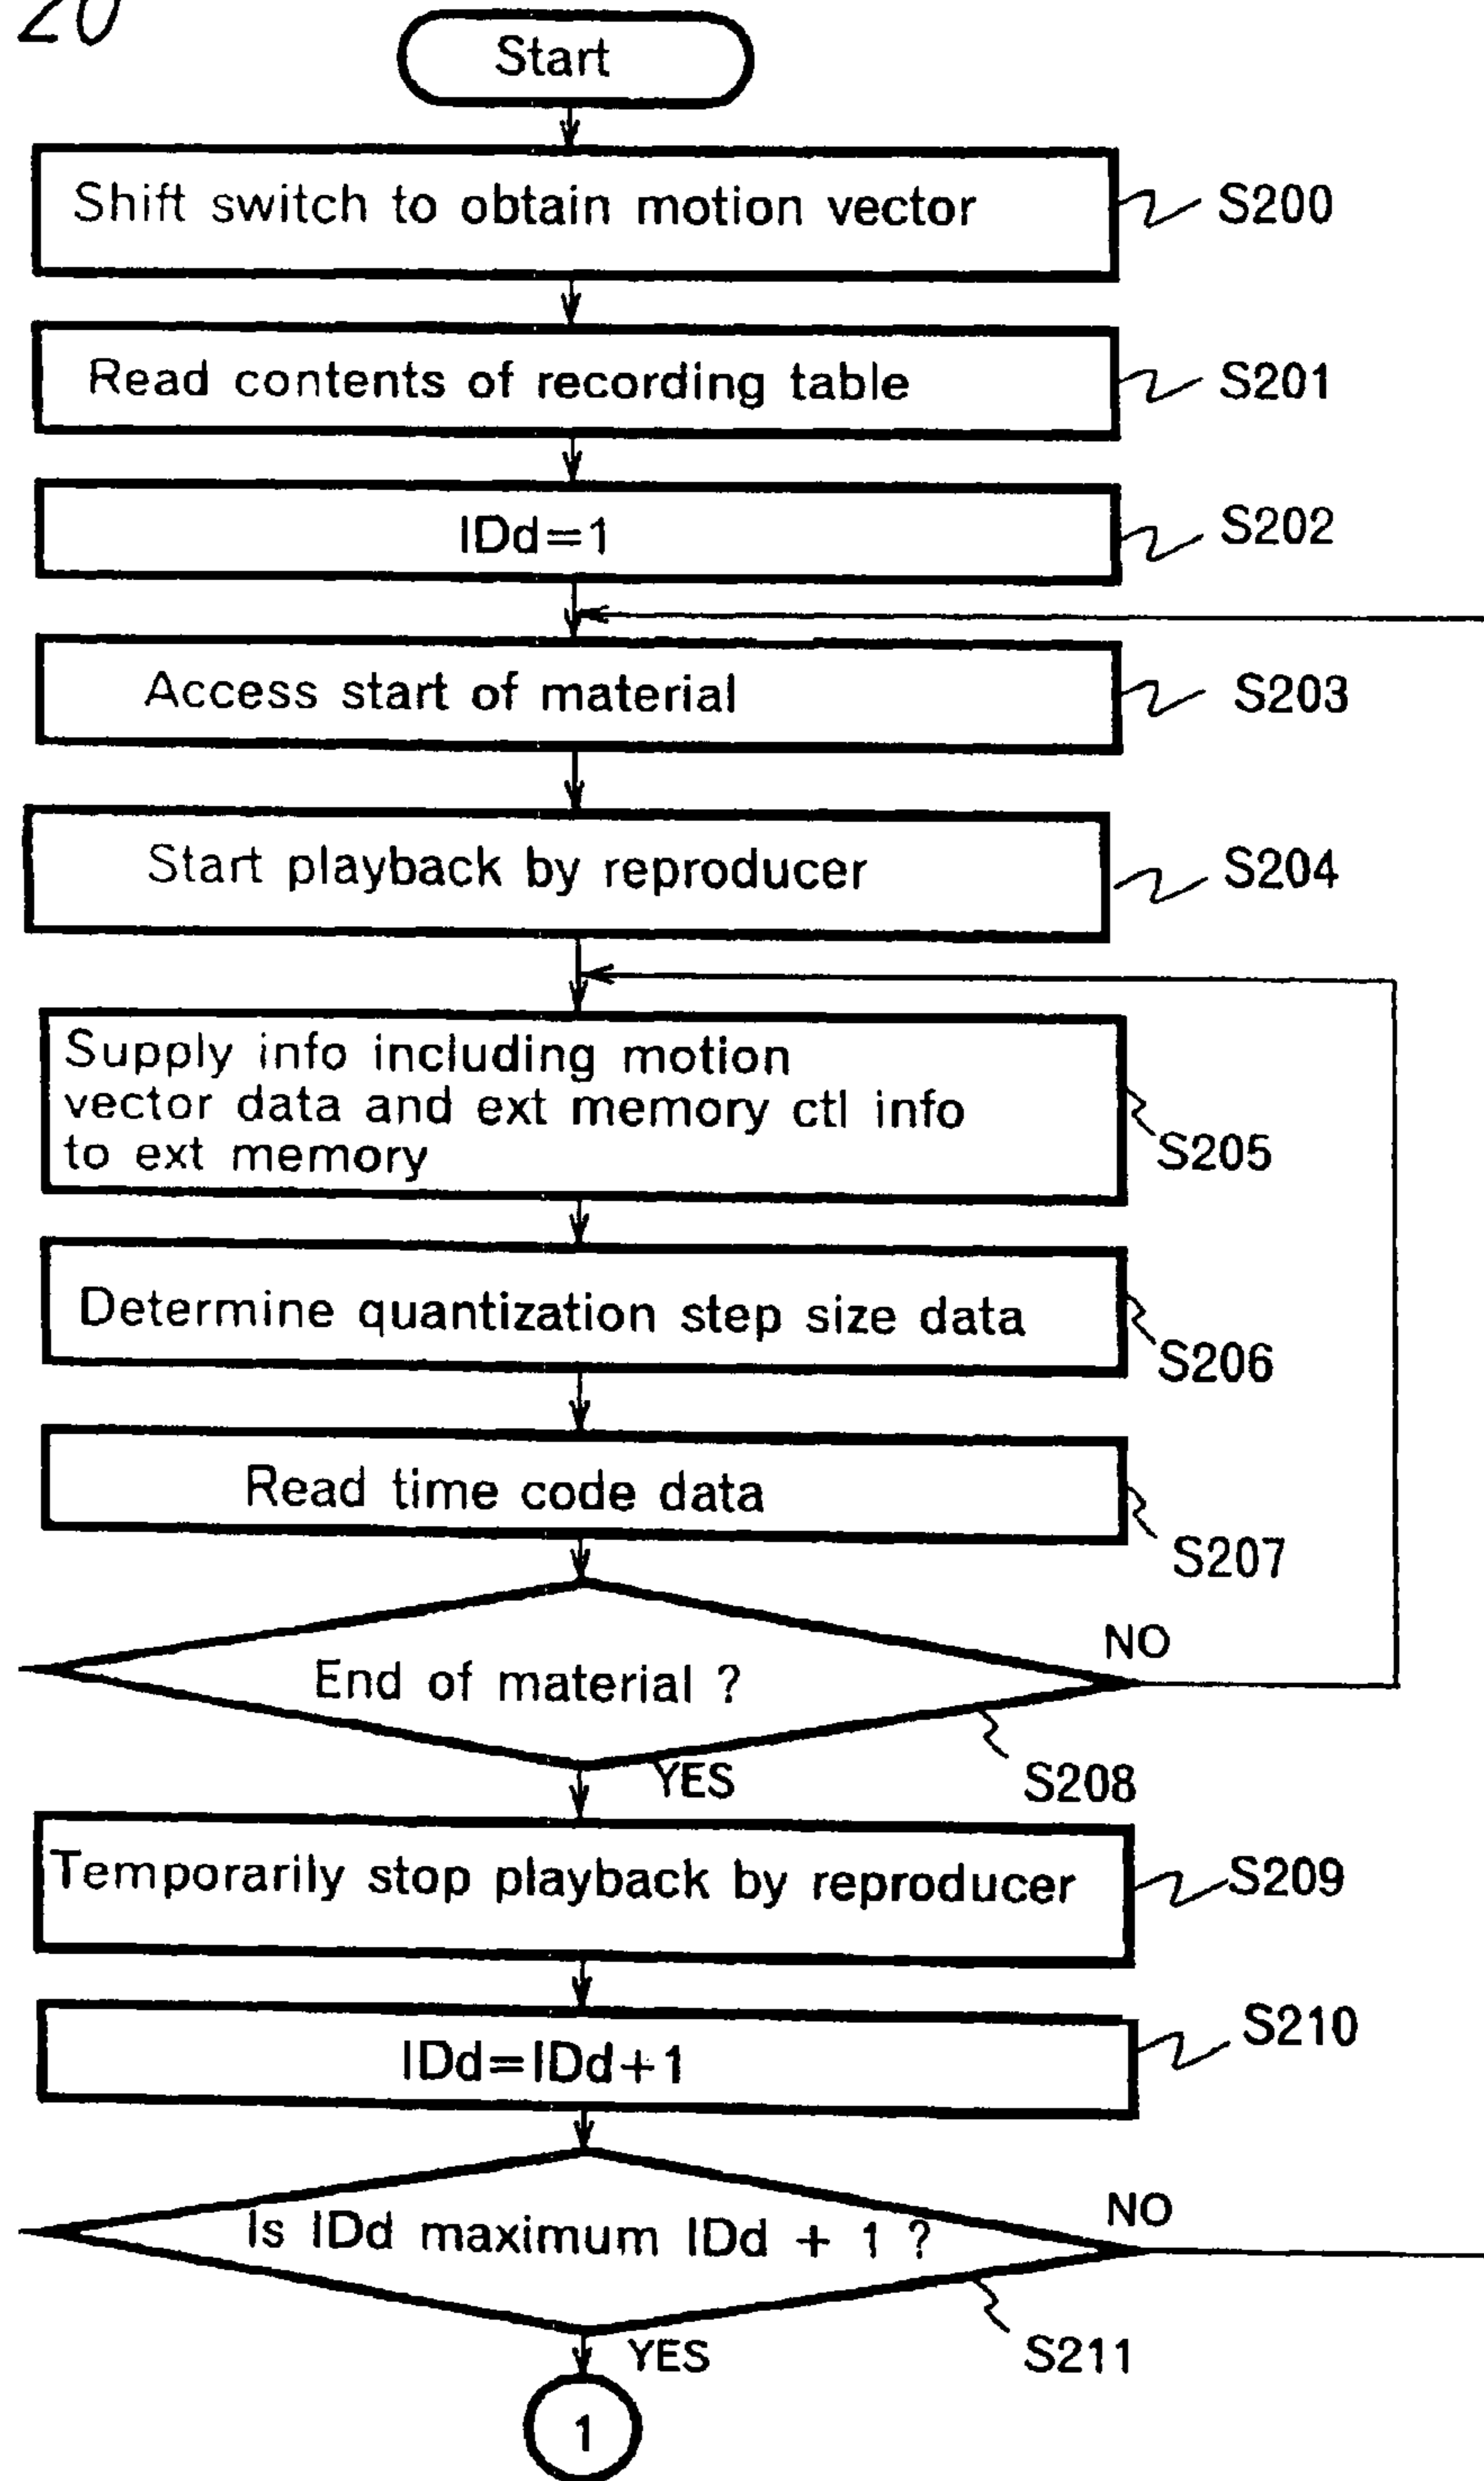 20
Start
Shift switch to obtain motion vector
S200
Read contents of recording table
S201
IDd=1
S202
Access start of material
S203
Start playback by reproducer
S204
Supply info including motion
vector data and ext memory ctl info
to ext memory
S205
Determine quantization step size data
S206
Read time code data
S207
End of material ?
NO
S208
YES
Temporarily stop playback by reproducer
S209
IDd=IDd+1
S210
Is IDd maximum IDd + 1 ?
NO
S211
YES
1